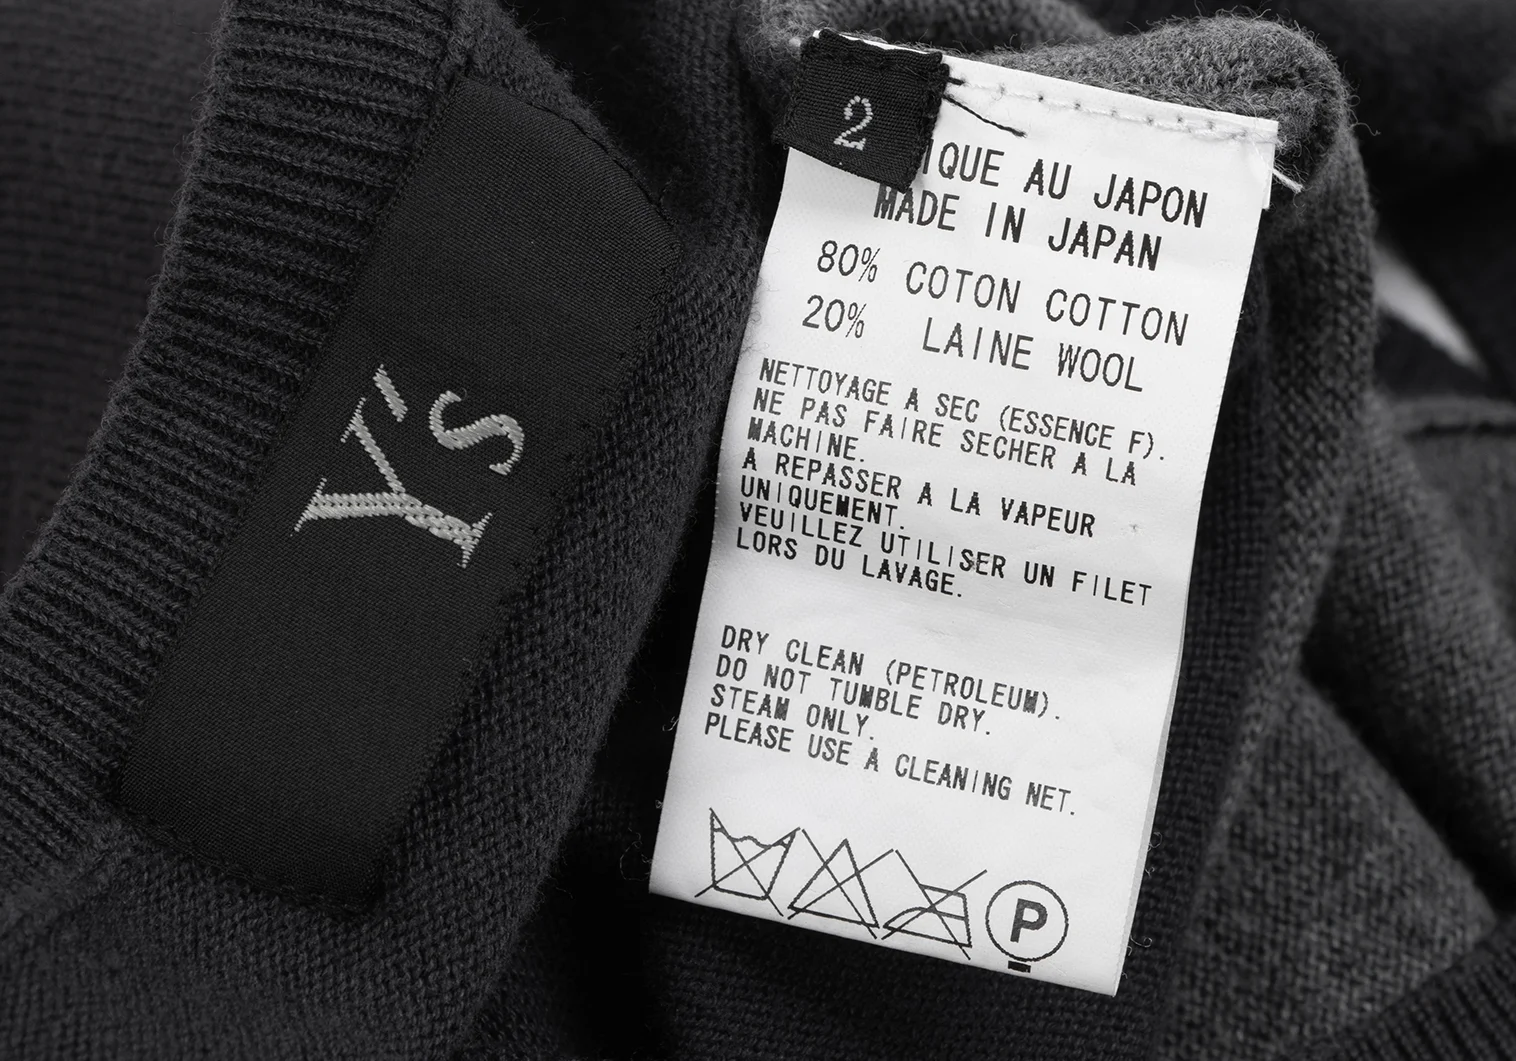 Y's
2
IQUE AU JAPON
MADE IN JAPAN
80% COTON COTTON
20% LAINE WOOL
NETTOYAGE A SEC (ESSENCE F).
NE PAS FAIRE SECHER A LA
MACHINE.
A REPASSER A LA VAPEUR
UNIQUEMENT.
VEUILLEZ UTILISER UN FILET
LORS DU LAVAGE.
DRY CLEAN (PETROLEUM).
DO NOT TUMBLE DRY.
STEAM ONLY.
PLEASE USE A CLEANING NET.
P